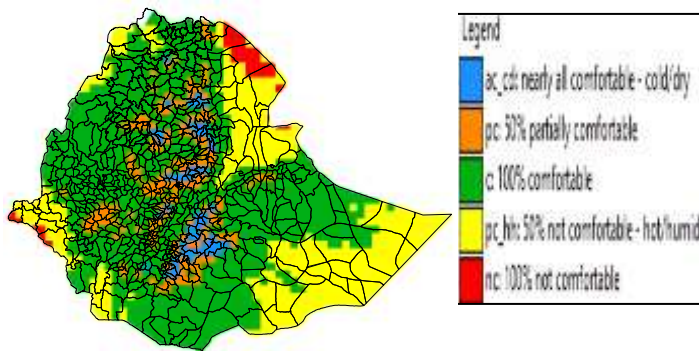 Legend
ac_cd: nearly all comfortable - cold/dry
pc: 50% partially comfortable
c: 100% comfortable
pc_hh: 50% not comfortable - hot/humid
nc: 100% not comfortable